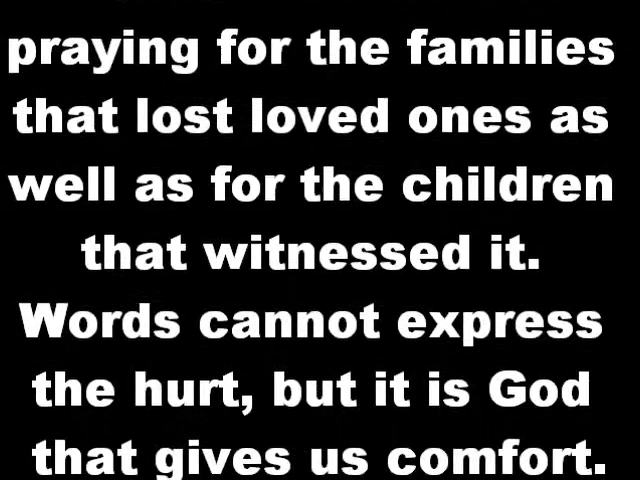 praying for the families
that lost loved ones as
well as for the children
that witnessed it.
Words cannot express
the hurt, but it is God
that gives us comfort.